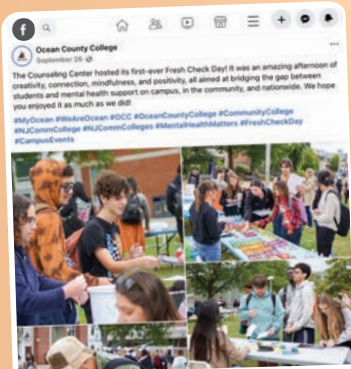 f
Ocean County College
September 26
The Counseling Center hosted its first-ever Fresh Check Day! It was an amazing afternoon of
creativity, connection, mindfulness, and positivity, all aimed at bridging the gap between
students and mental health support on campus, in the community, and nationwide. We hope
you enjoyed it as much as we did!
#MyOcean #WeAreOcean #OCC #OceanCountyCollege #CommunityCollege
#NJCommCollege #NJCommColleges #MentalHealthMatters #FreshCheckDay
#CampusEvents